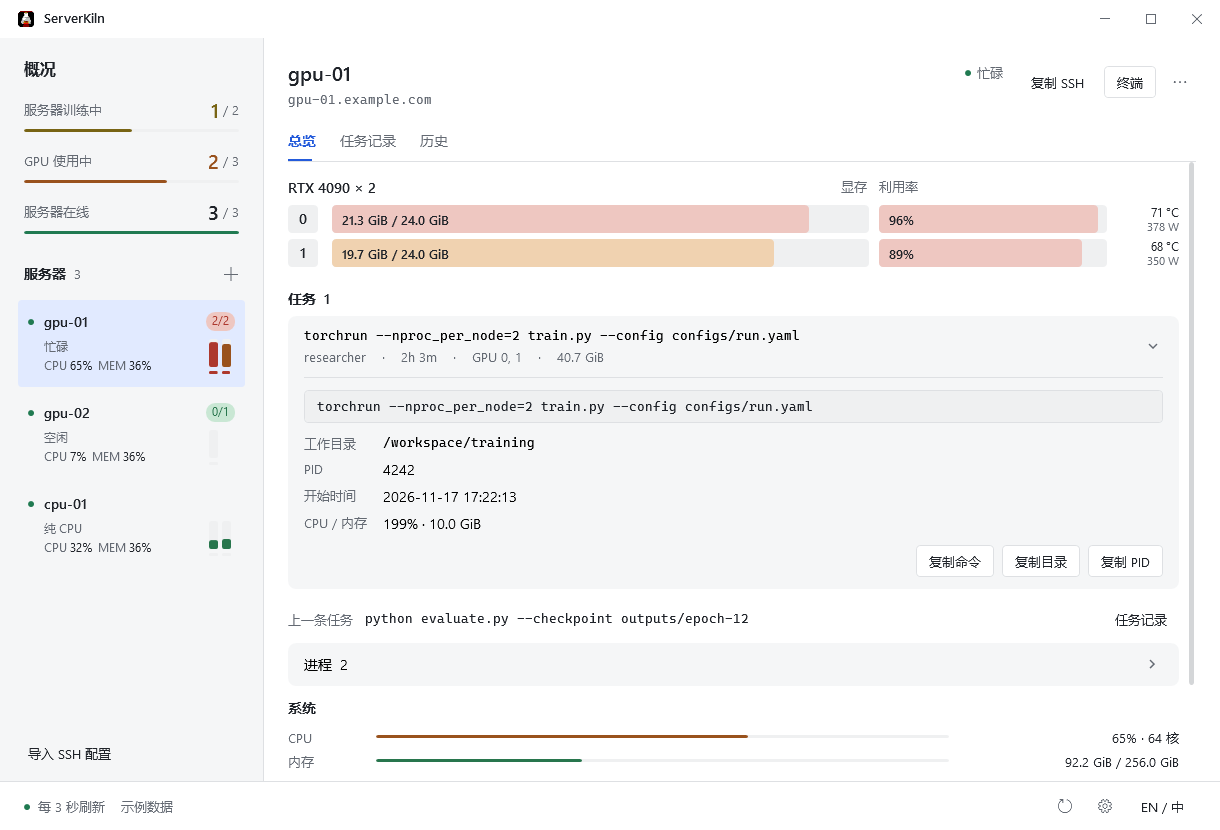 ServerKiln
概况
服务器训练中 1 / 2
GPU 使用中 2 / 3
服务器在线 3 / 3
服务器 3
gpu-01 2/2
忙碌
CPU 65% MEM 36%
gpu-02 0/1
空闲
CPU 7% MEM 36%
cpu-01
纯 CPU
CPU 32% MEM 36%
导入 SSH 配置
gpu-01
gpu-01.example.com
忙碌
复制 SSH
终端
总览 任务记录 历史
RTX 4090 × 2 显存 利用率
0 21.3 GiB / 24.0 GiB 96% 71 °C
378 W
1 19.7 GiB / 24.0 GiB 89% 68 °C
350 W
任务 1
torchrun --nproc_per_node=2 train.py --config configs/run.yaml
researcher · 2h 3m · GPU 0, 1 · 40.7 GiB
torchrun --nproc_per_node=2 train.py --config configs/run.yaml
工作目录 /workspace/training
PID 4242
开始时间 2026-11-17 17:22:13
CPU / 内存 199% · 10.0 GiB
复制命令 复制目录 复制 PID
上一条任务 python evaluate.py --checkpoint outputs/epoch-12 任务记录
进程 2
系统
CPU 65% · 64 核
内存 92.2 GiB / 256.0 GiB
每 3 秒刷新 示例数据 EN / 中